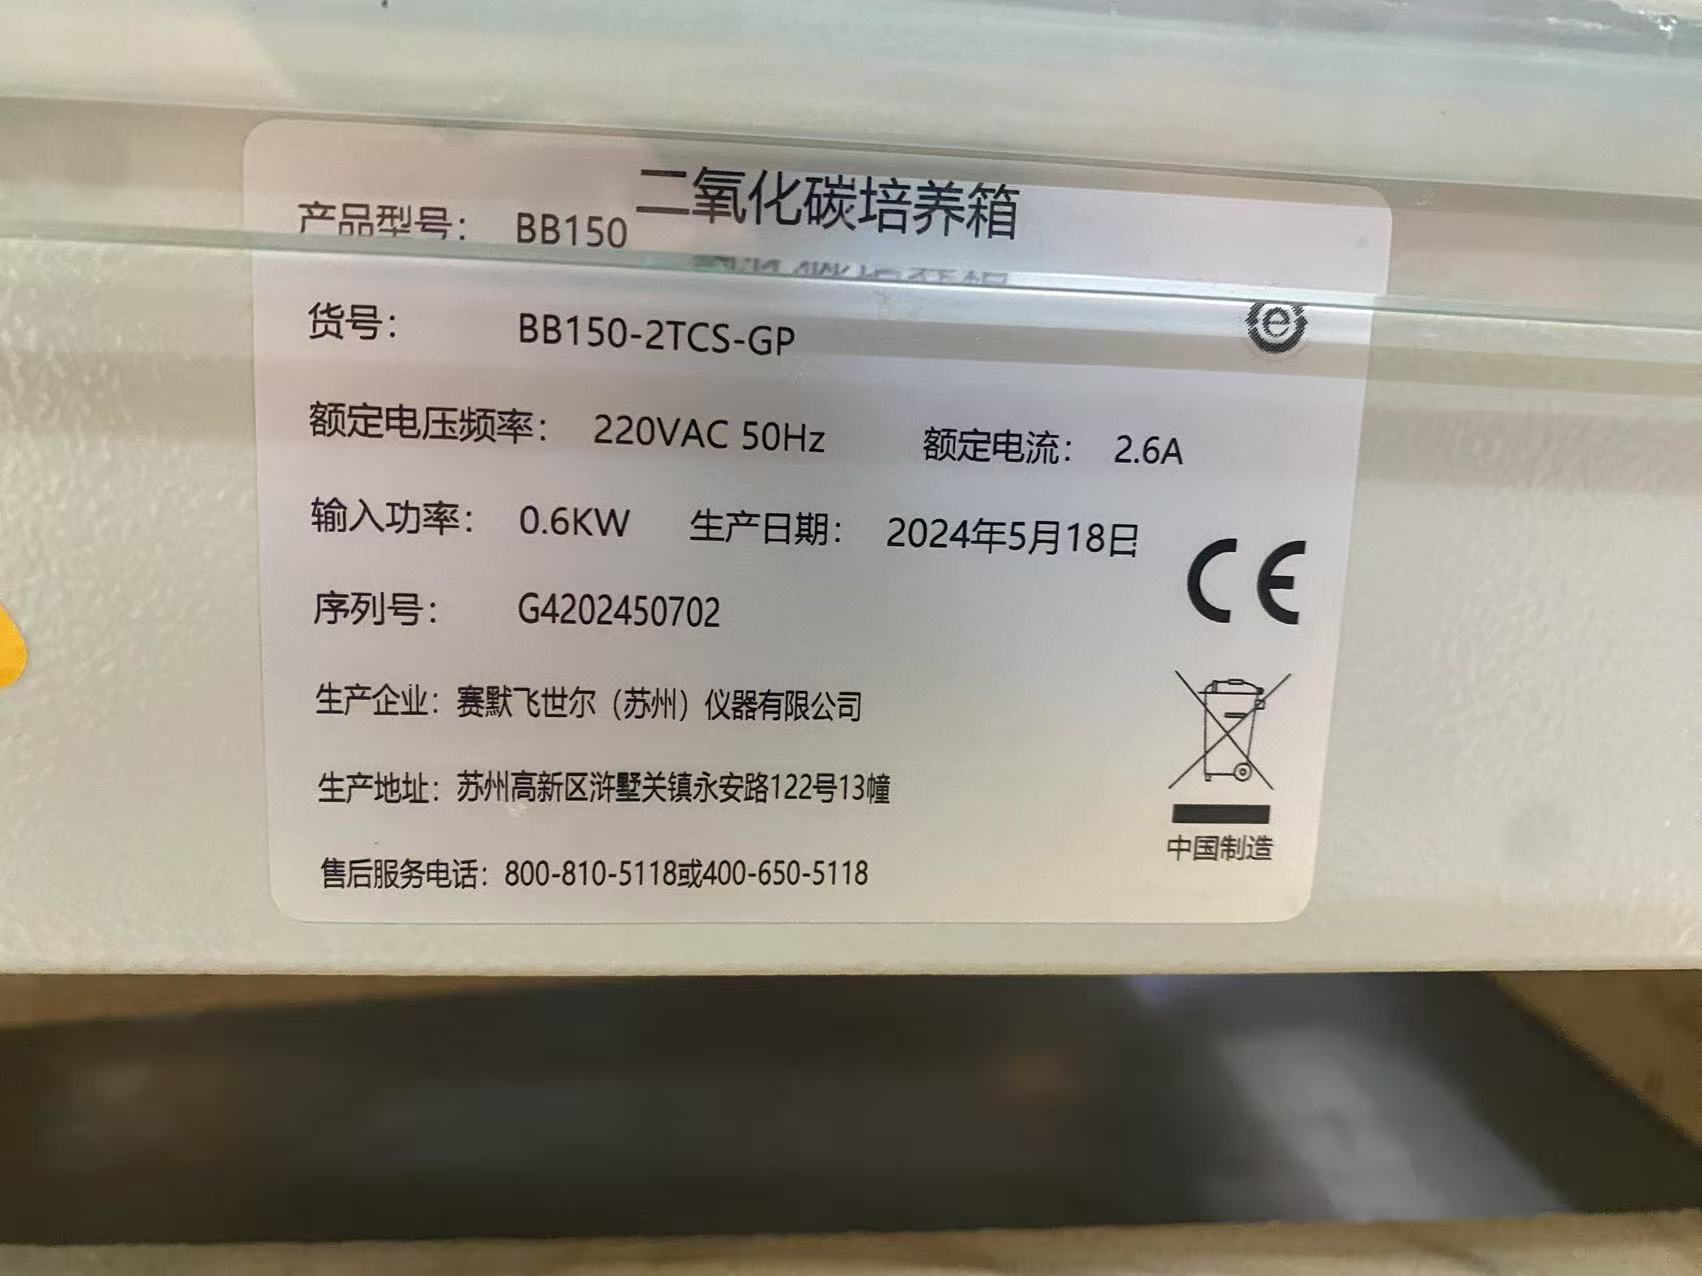 二氧化碳培养箱
产品型号： BB150
货号： BB150-2TCS-GP
额定电压频率： 220VAC 50Hz 额定电流： 2.6A
输入功率： 0.6KW 生产日期： 2024年5月18日
序列号： G4202450702
生产企业：赛默飞世尔（苏州）仪器有限公司
生产地址：苏州高新区浒墅关镇永安路122号13幢
售后服务电话：800-810-5118或400-650-5118
e
CE
中国制造